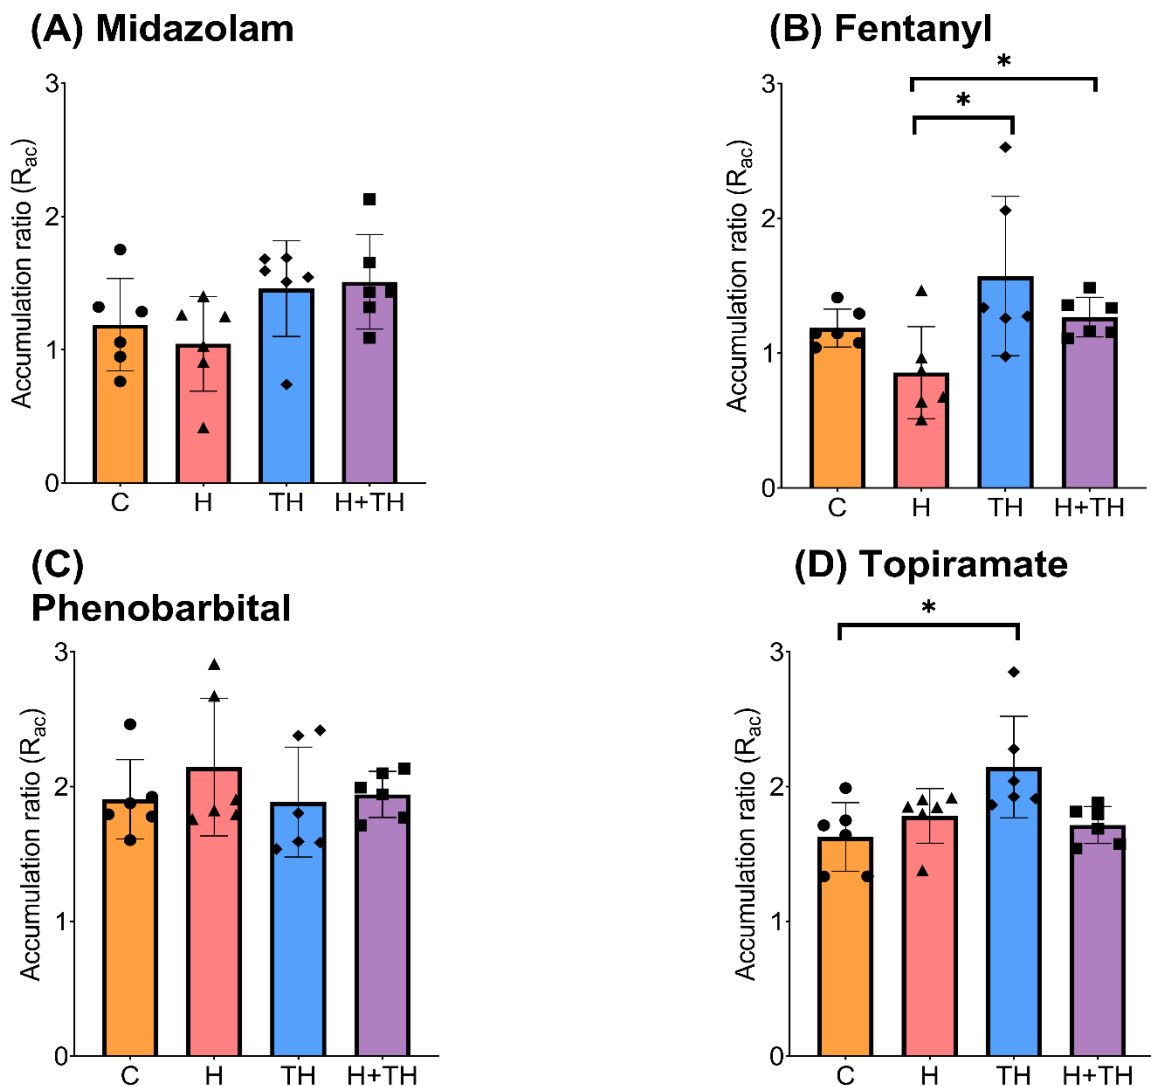 (A) Midazolam
3
2
1
0
Accumulation ratio (Rac)
C H TH H+TH
(B) Fentanyl
*
*
3
2
1
0
Accumulation ratio (Rac)
C H TH H+TH
(C)
Phenobarbital
3
2
1
0
Accumulation ratio (Rac)
C H TH H+TH
(D) Topiramate
*
3
2
1
0
Accumulation ratio (Rac)
C H TH H+TH